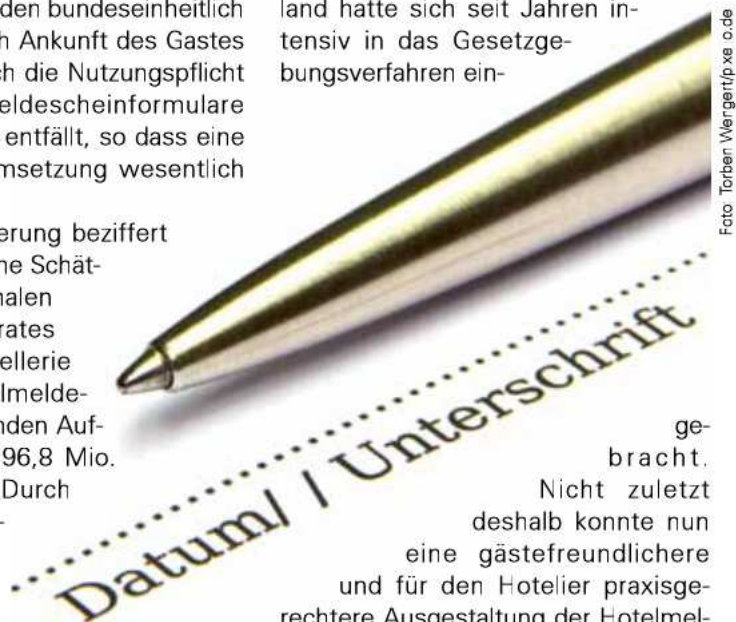 den bundeseinheitlich
h Ankunft des Gastes
ch die Nutzungspflicht
eldescheinformulare
entfällt, so dass eine
msetzung wesentlich
erung beziffert
ne Schät-
nalen
rates
ellerie
lmelde-
nden Auf-
96,8 Mio.
Durch
-
land hatte sich seit Jahren in-
tensiv in das Gesetzge-
bungsverfahren ein-
ge-
bracht.
Nicht zuletzt
deshalb konnte nun
eine gästefreundlichere
und für den Hotelier praxisge-
rechtere Ausgestaltung der Hotelmel-
Datum/ / Unterschrift
Foto Torben Wengert/pixelio.de